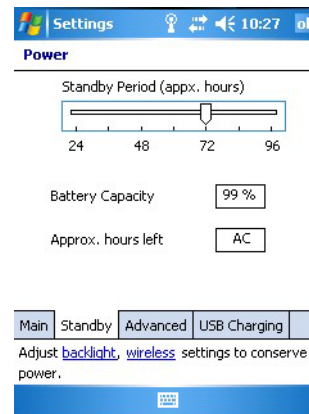 Settings 10:27 ok
Power
Standby Period (appx. hours)
24 48 72 96
Battery Capacity 99 %
Approx. hours left AC
Main Standby Advanced USB Charging
Adjust backlight, wireless settings to conserve
power.